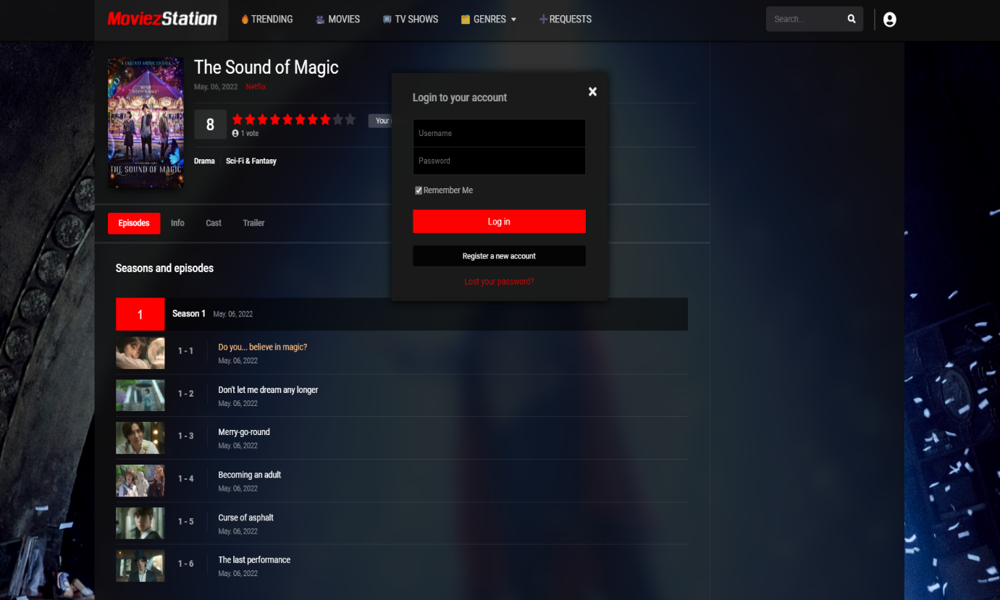 MoviezStation
TRENDING
MOVIES
TV SHOWS
GENRES
REQUESTS
Search...
A FANTASY MUSIC DRAMA
THE SOUND OF MAGIC
The Sound of Magic
May. 06, 2022 Netflix
8
1 vote
Your
Drama
Sci-Fi & Fantasy
Login to your account
Username
Password
Remember Me
Log in
Register a new account
Lost your password?
Episodes
Info
Cast
Trailer
Seasons and episodes
1 Season 1 May. 06, 2022
1 - 1 Do you... believe in magic?
May. 06, 2022
1 - 2 Don't let me dream any longer
May. 06, 2022
1 - 3 Merry-go-round
May. 06, 2022
1 - 4 Becoming an adult
May. 06, 2022
1 - 5 Curse of asphalt
May. 06, 2022
1 - 6 The last performance
May. 06, 2022